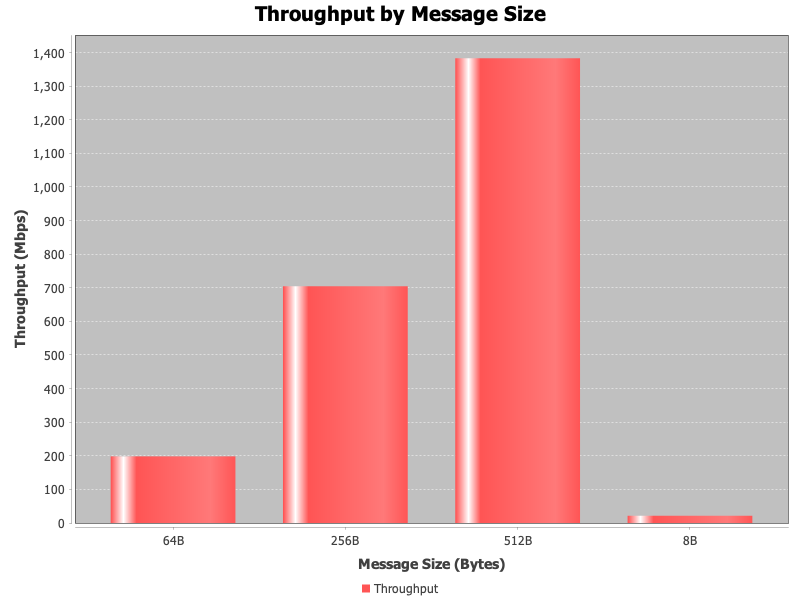 Throughput by Message Size
Throughput (Mbps)
1,400
1,300
1,200
1,100
1,000
900
800
700
600
500
400
300
200
100
0
64B
256B
512B
8B
Message Size (Bytes)
Throughput